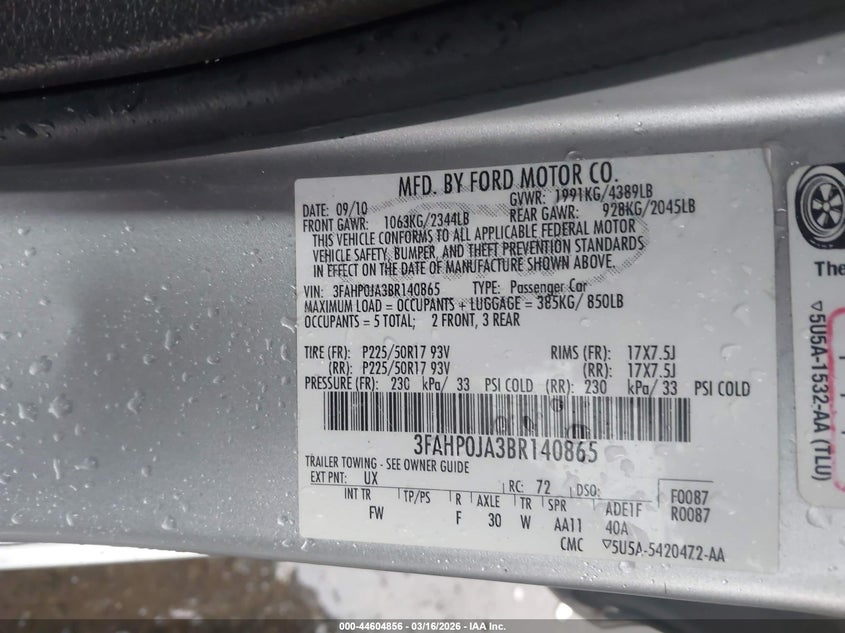 MFD. BY FORD MOTOR CO.
DATE: 09/10 GVWR: 1991KG/4389LB
FRONT GAWR: 1063KG/2344LB REAR GAWR: 928KG/2045LB
THIS VEHICLE CONFORMS TO ALL APPLICABLE FEDERAL MOTOR
VEHICLE SAFETY, BUMPER, AND THEFT PREVENTION STANDARDS
IN EFFECT ON THE DATE OF MANUFACTURE SHOWN ABOVE.
VIN: 3FAHP0JA3BR140865 TYPE: Passenger Car
MAXIMUM LOAD = OCCUPANTS + LUGGAGE = 385KG/ 850LB
OCCUPANTS = 5 TOTAL; 2 FRONT, 3 REAR
TIRE (FR): P225/50R17 93V RIMS (FR): 17X7.5J
(RR): P225/50R17 93V (RR): 17X7.5J
PRESSURE (FR): 230 kPa/ 33 PSI COLD (RR): 230 kPa/ 33 PSI COLD
3FAHP0JA3BR140865
TRAILER TOWING - SEE OWNER GUIDE
EXT PNT: UX RC: 72 DSO: F0087
INT TR TP/PS R AXLE TR SPR ADE1F R0087
FW F 30 W AA11 40A
CMC ▽5U5A-5420472-AA
The
▽5U5A-1532-AA (TLU)
000-44604856 | 03/16/2026 | IAA Inc.